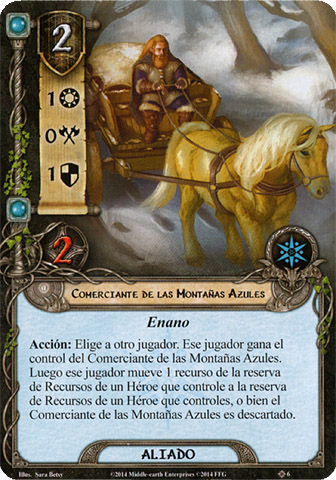 2
1
0
1
2
Comerciante de las Montañas Azules
Enano
Acción: Elige a otro jugador. Ese jugador gana el
control del Comerciante de las Montañas Azules.
Luego ese jugador mueve 1 recurso de la reserva
de Recursos de un Héroe que controle a la reserva
de Recursos de un Héroe que controles, o bien el
Comerciante de las Montañas Azules es descartado.
ALIADO
Illus. Sara Betsy ©2014 Middle-earth Enterprises ©2014 FFG 6